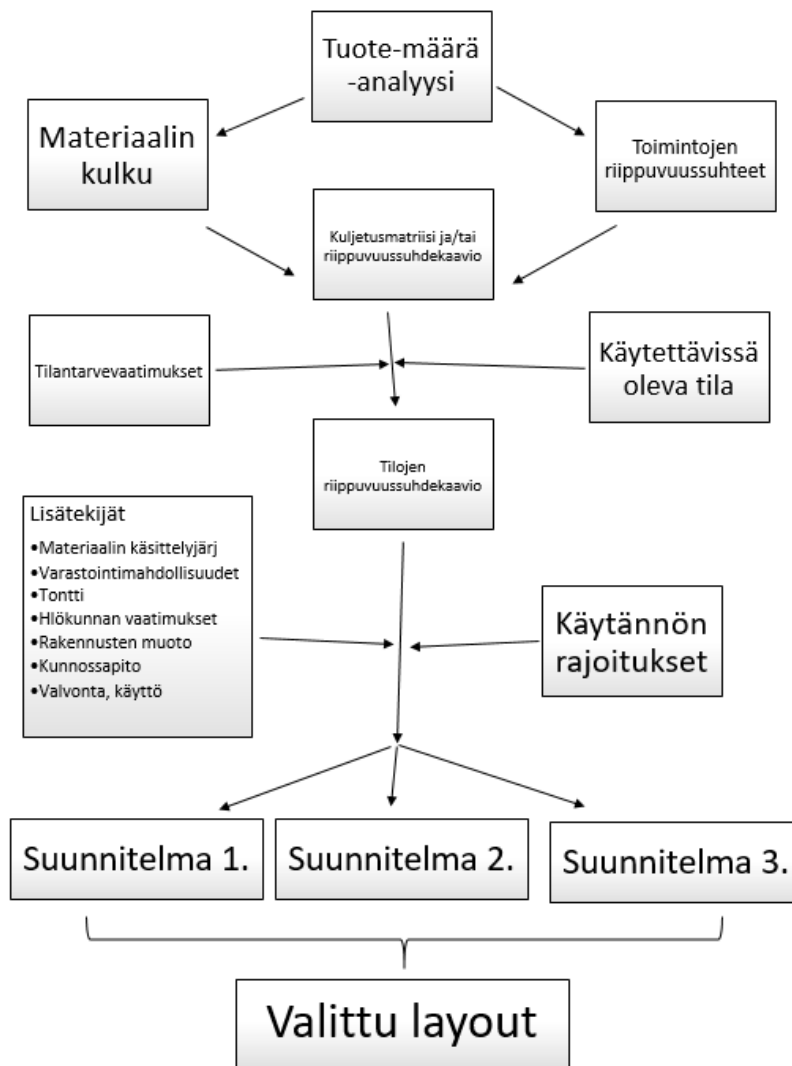 Tuote-määrä
-analyysi
Materiaalin
kulku
Toimintojen
riippuvuussuhteet
Kuljetusmatriisi ja/tai
riippuvuussuhdekaavio
Tilantarvevaatimukset
Käytettävissä
oleva tila
Tilojen
riippuvuussuhdekaavio
Lisätekijät
•Materiaalin käsittelyjärj
•Varastointimahdollisuudet
•Tontti
•Hlökunnan vaatimukset
•Rakennusten muoto
•Kunnossapito
•Valvonta, käyttö
Käytännön
rajoitukset
Suunnitelma 1.
Suunnitelma 2.
Suunnitelma 3.
Valittu layout